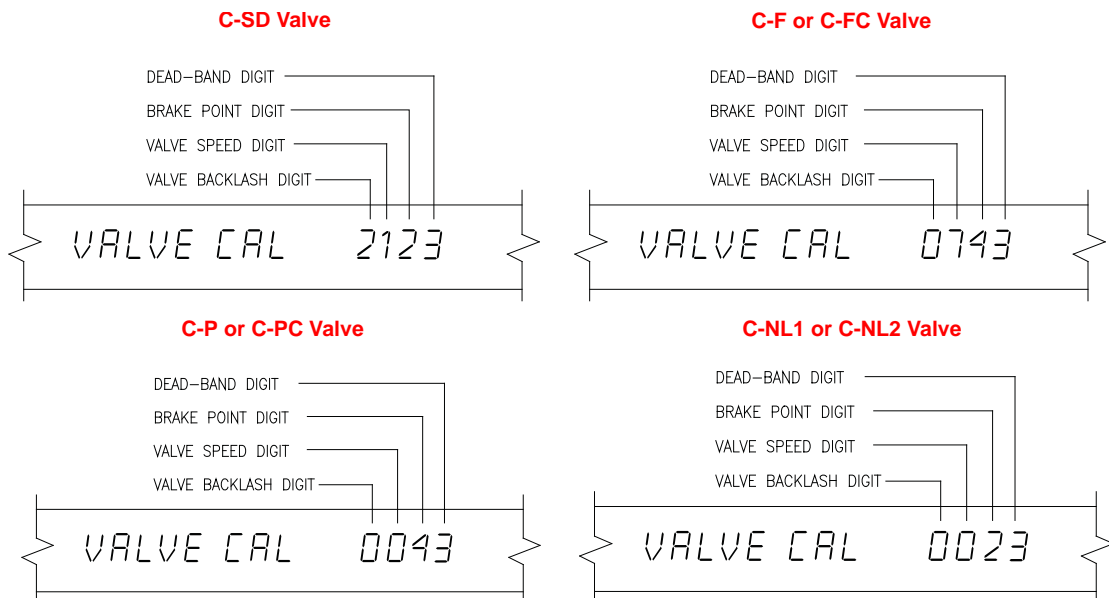 C-SD Valve
DEAD-BAND DIGIT
BRAKE POINT DIGIT
VALVE SPEED DIGIT
VALVE BACKLASH DIGIT
VALVE CAL 2123
C-F or C-FC Valve
DEAD-BAND DIGIT
BRAKE POINT DIGIT
VALVE SPEED DIGIT
VALVE BACKLASH DIGIT
VALVE CAL 0743
C-P or C-PC Valve
DEAD-BAND DIGIT
BRAKE POINT DIGIT
VALVE SPEED DIGIT
VALVE BACKLASH DIGIT
VALVE CAL 0043
C-NL1 or C-NL2 Valve
DEAD-BAND DIGIT
BRAKE POINT DIGIT
VALVE SPEED DIGIT
VALVE BACKLASH DIGIT
VALVE CAL 0023